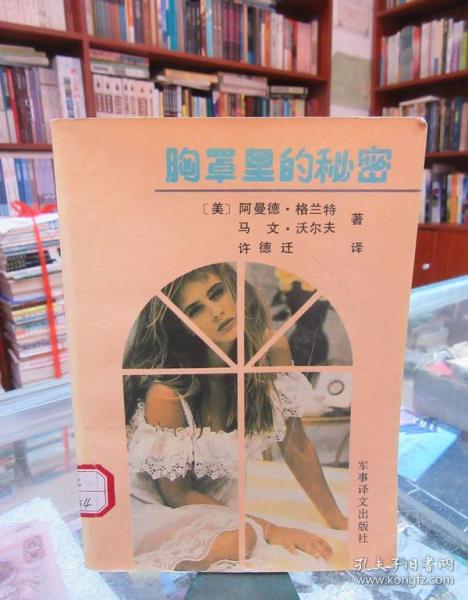 胸罩里的秘密
〔美〕阿曼德·格兰特
马文·沃尔夫 著
许德迁 译
军事译文出版社
孔夫子旧书网
www.kongfz.com